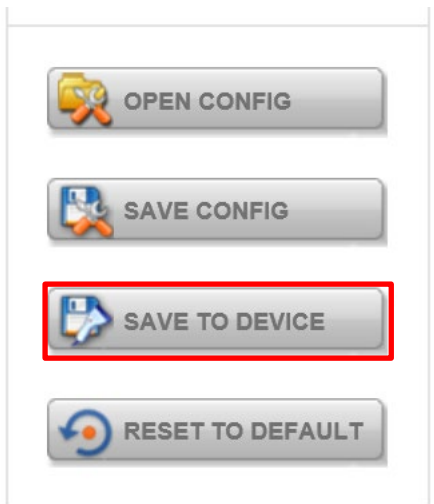 OPEN CONFIG
SAVE CONFIG
SAVE TO DEVICE
RESET TO DEFAULT